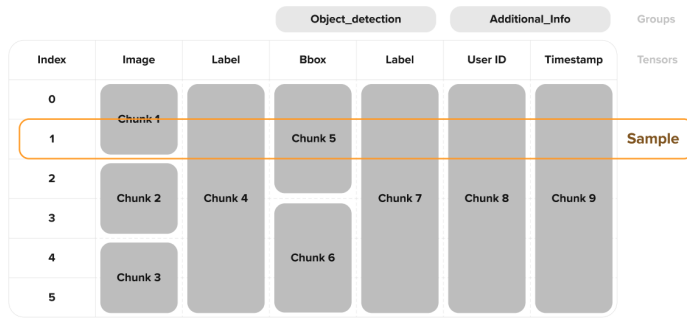 Object_detection Additional_Info Groups
Index Image Label Bbox Label User ID Timestamp Tensors
0
Chunk 1
1 Chunk 5 Sample
2
Chunk 2 Chunk 4 Chunk 7 Chunk 8 Chunk 9
3
4
Chunk 6
Chunk 3
5